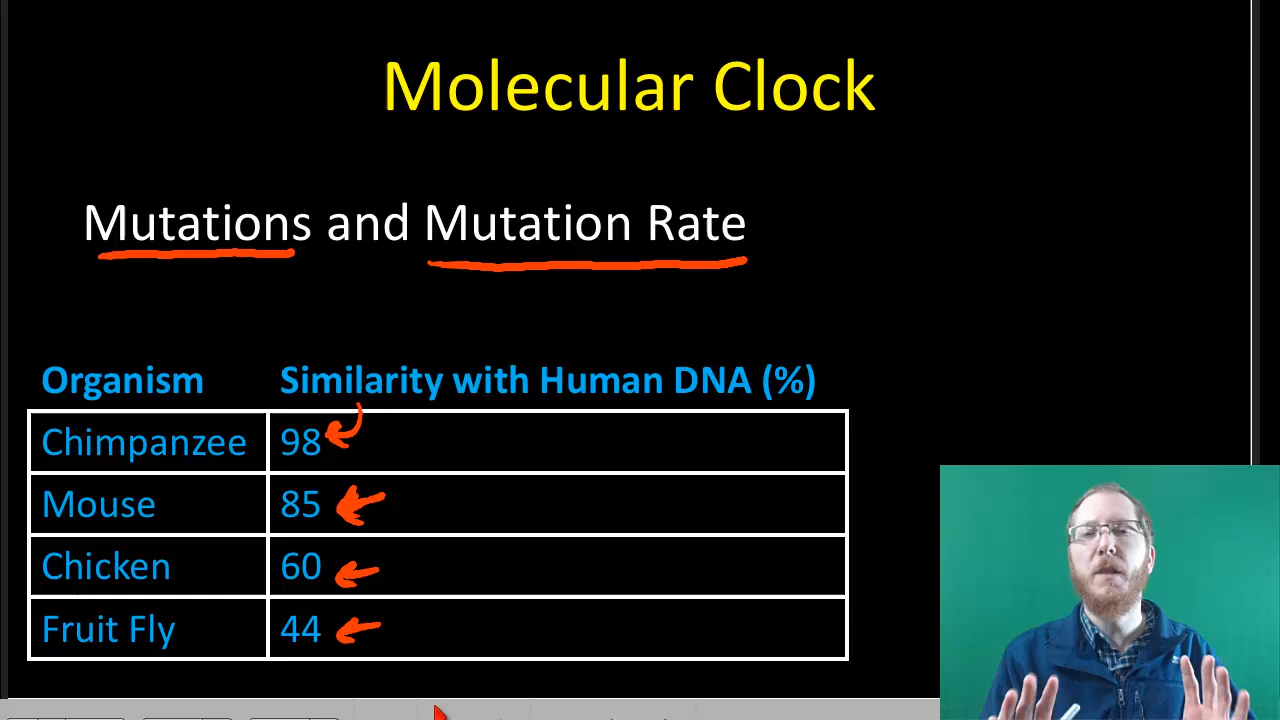 Molecular Clock
Mutations and Mutation Rate
Organism Similarity with Human DNA (%)
Chimpanzee 98
Mouse 85
Chicken 60
Fruit Fly 44